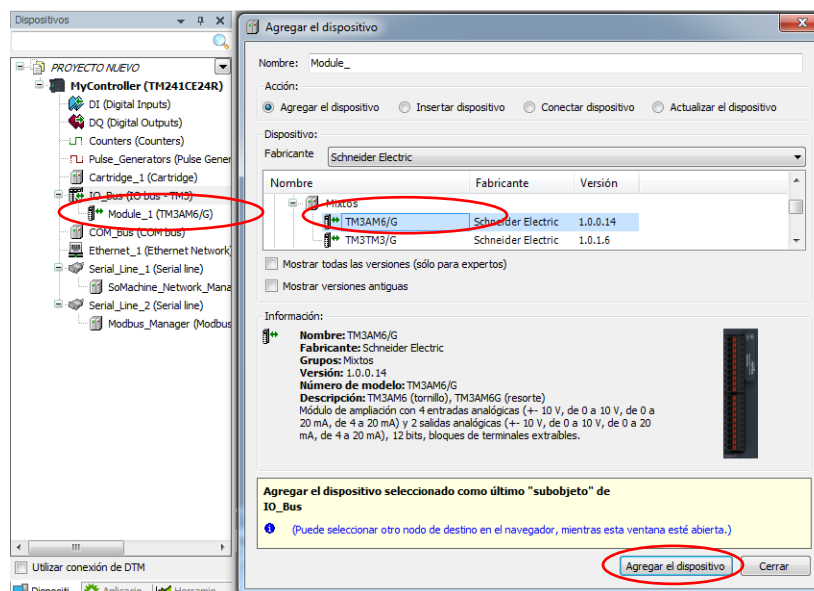 Dispositivos
PROYECTO NUEVO
MyController (TM241CE24R)
DI (Digital Inputs)
DQ (Digital Outputs)
Counters (Counters)
Pulse_Generators (Pulse Gener
Cartridge_1 (Cartridge)
IO_Bus (IO bus - TM3)
Module_1 (TM3AM6/G)
COM_Bus (COM bus)
Ethernet_1 (Ethernet Network)
Serial_Line_1 (Serial line)
SoMachine_Network_Mana
Serial_Line_2 (Serial line)
Modbus_Manager (Modbus
Utilizar conexión de DTM
Dispositi Aplicacio Herramie
Agregar el dispositivo
Nombre: Module_
Acción:
Agregar el dispositivo Insertar dispositivo Conectar dispositivo Actualizar el dispositivo
Dispositivo:
Fabricante Schneider Electric
Nombre Fabricante Versión
Mixtos
TM3AM6/G Schneider Electric 1.0.0.14
TM3TM3/G Schneider Electric 1.0.1.6
Mostrar todas las versiones (sólo para expertos)
Mostrar versiones antiguas
Información:
Nombre: TM3AM6/G
Fabricante: Schneider Electric
Grupos: Mixtos
Versión: 1.0.0.14
Número de modelo: TM3AM6/G
Descripción: TM3AM6 (tornillo), TM3AM6G (resorte)
Módulo de ampliación con 4 entradas analógicas (+- 10 V, de 0 a 10 V, de 0 a
20 mA, de 4 a 20 mA) y 2 salidas analógicas (+- 10 V, de 0 a 10 V, de 0 a 20
mA, de 4 a 20 mA), 12 bits, bloques de terminales extraíbles.
Agregar el dispositivo seleccionado como último "subobjeto" de
IO_Bus
(Puede seleccionar otro nodo de destino en el navegador, mientras esta ventana esté abierta.)
Agregar el dispositivo Cerrar